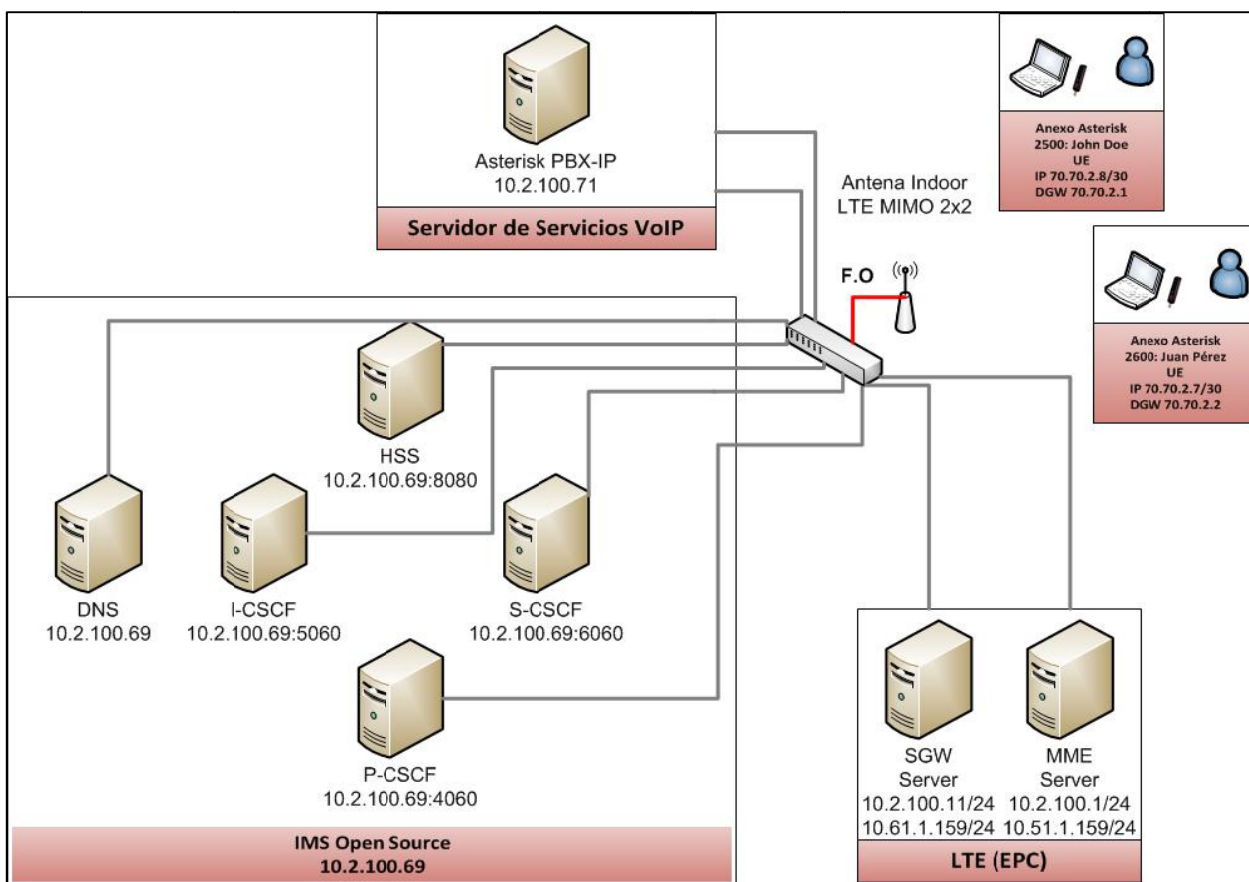 Asterisk PBX-IP
10.2.100.71
Servidor de Servicios VoIP
Anexo Asterisk
2500: John Doe
UE
IP 70.70.2.8/30
DGW 70.70.2.1
Antena Indoor
LTE MIMO 2x2
F.O
Anexo Asterisk
2600: Juan Pérez
UE
IP 70.70.2.7/30
DGW 70.70.2.2
HSS
10.2.100.69:8080
DNS
10.2.100.69
I-CSCF
10.2.100.69:5060
S-CSCF
10.2.100.69:6060
P-CSCF
10.2.100.69:4060
IMS Open Source
10.2.100.69
SGW
Server
10.2.100.11/24
10.61.1.159/24
MME
Server
10.2.100.1/24
10.51.1.159/24
LTE (EPC)